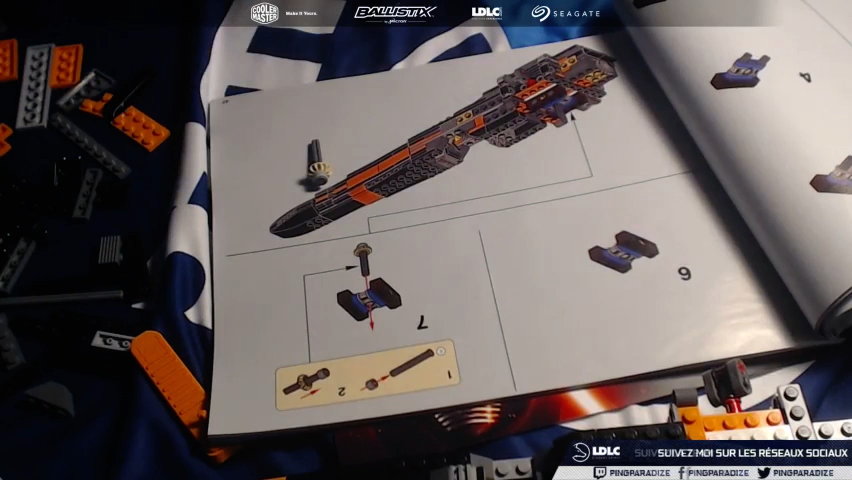 COOLER MASTER
Make It Yours.
BALLISTIX
by Micron
LDLC
SEAGATE
4
6
7
1
2
LDLC
SUIVEZ MOI SUR LES RÉSEAUX SOCIAUX
PINGPARADIZE PINGPARADIZE PINGPARADIZE